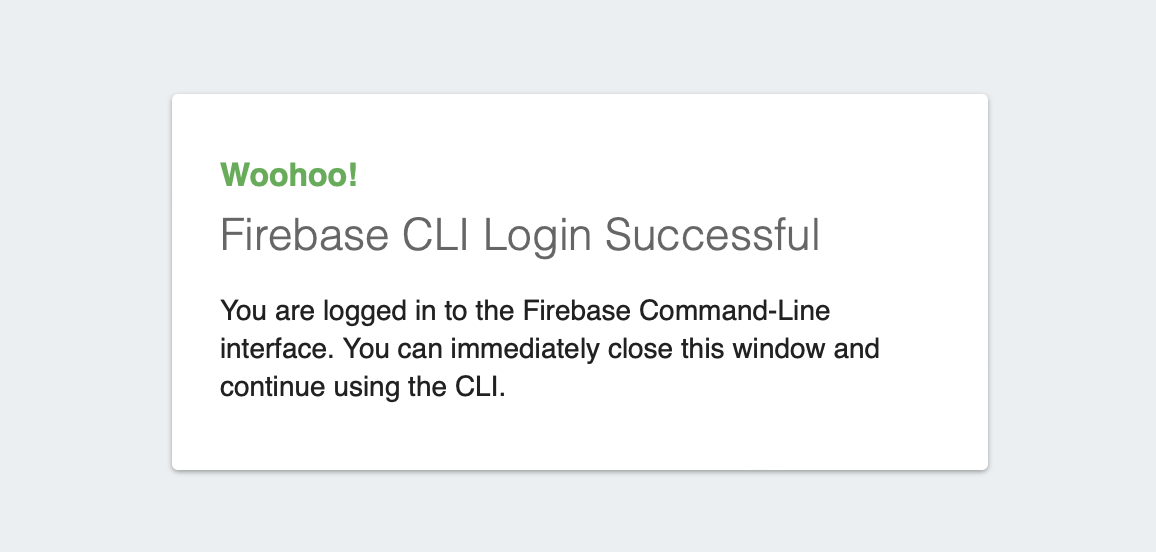 Woohoo!
Firebase CLI Login Successful
You are logged in to the Firebase Command-Line
interface. You can immediately close this window and
continue using the CLI.